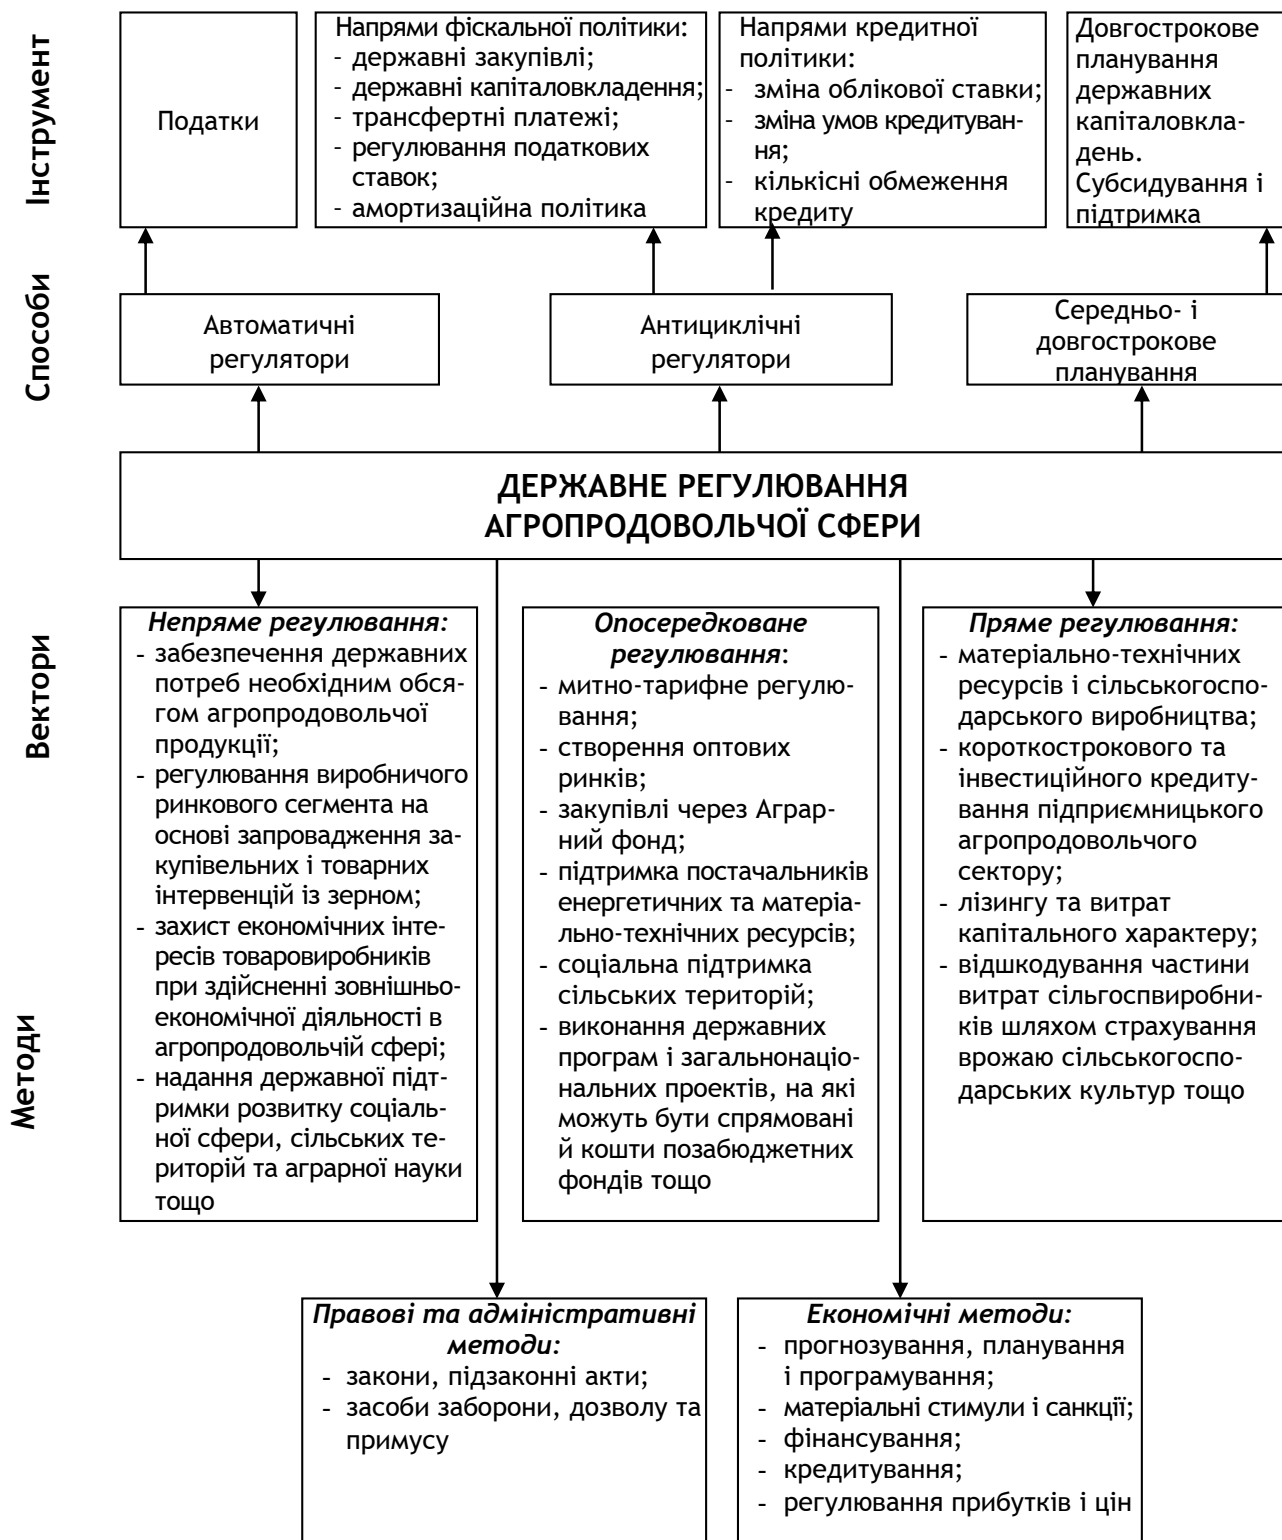 Інструмент
Податки
Напрями фіскальної політики:
- державні закупівлі;
- державні капіталовкладення;
- трансфертні платежі;
- регулювання податкових
ставок;
- амортизаційна політика
Напрями кредитної
політики:
- зміна облікової ставки;
- зміна умов кредитуван-
ня;
- кількісні обмеження
кредиту
Довгострокове
планування
державних
капіталовкла-
день.
Субсидування і
підтримка
Способи
Автоматичні
регулятори
Антициклічні
регулятори
Середньо- і
довгострокове
планування
ДЕРЖАВНЕ РЕГУЛЮВАННЯ
АГРОПРОДОВОЛЬЧОЇ СФЕРИ
Вектори
Непряме регулювання:
- забезпечення державних
потреб необхідним обся-
гом агропродовольчої
продукції;
- регулювання виробничого
ринкового сегмента на
основі запровадження за-
купівельних і товарних
інтервенцій із зерном;
- захист економічних інте-
ресів товаровиробників
при здійсненні зовнішньо-
економічної діяльності в
агропродовольчій сфері;
- надання державної підт-
римки розвитку соціаль-
ної сфери, сільських те-
риторій та аграрної науки
тощо
Опосередковане
регулювання:
- митно-тарифне регулю-
вання;
- створення оптових
ринків;
- закупівлі через Аграр-
ний фонд;
- підтримка постачальників
енергетичних та матеріа-
льно-технічних ресурсів;
- соціальна підтримка
сільських територій;
- виконання державних
програм і загальнонаціо-
нальних проектів, на які
можуть бути спрямовані
й кошти позабюджетних
фондів тощо
Пряме регулювання:
- матеріально-технічних
ресурсів і сільськогоспо-
дарського виробництва;
- короткострокового та
інвестиційного кредиту-
вання підприємницького
агропродовольчого
сектору;
- лізингу та витрат
капітального характеру;
- відшкодування частини
витрат сільгоспвиробни-
ків шляхом страхування
врожаю сільськогоспо-
дарських культур тощо
Методи
Правові та адміністративні
методи:
- закони, підзаконні акти;
- засоби заборони, дозволу та
примусу
Економічні методи:
- прогнозування, планування
і програмування;
- матеріальні стимули і санкції;
- фінансування;
- кредитування;
- регулювання прибутків і цін